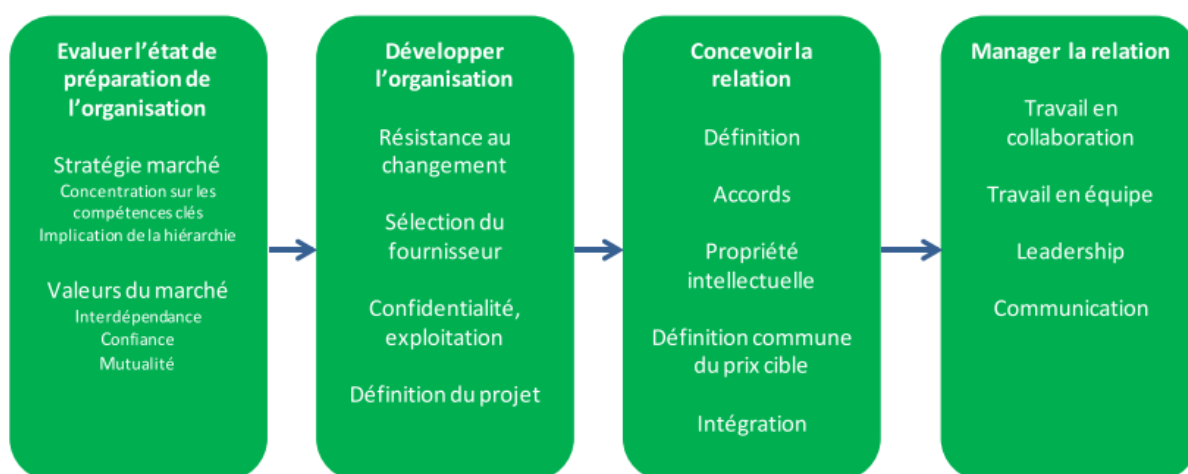 Evaluer l'état de
préparation de
l'organisation
Stratégie marché
Concentration sur les
compétences clés
Implication de la hiérarchie
Valeurs du marché
Interdépendance
Confiance
Mutualité
Développer
l'organisation
Résistance au
changement
Sélection du
fournisseur
Confidentialité,
exploitation
Définition du projet
Concevoir la
relation
Définition
Accords
Propriété
intellectuelle
Définition commune
du prix cible
Intégration
Manager la relation
Travail en
collaboration
Travail en équipe
Leadership
Communication